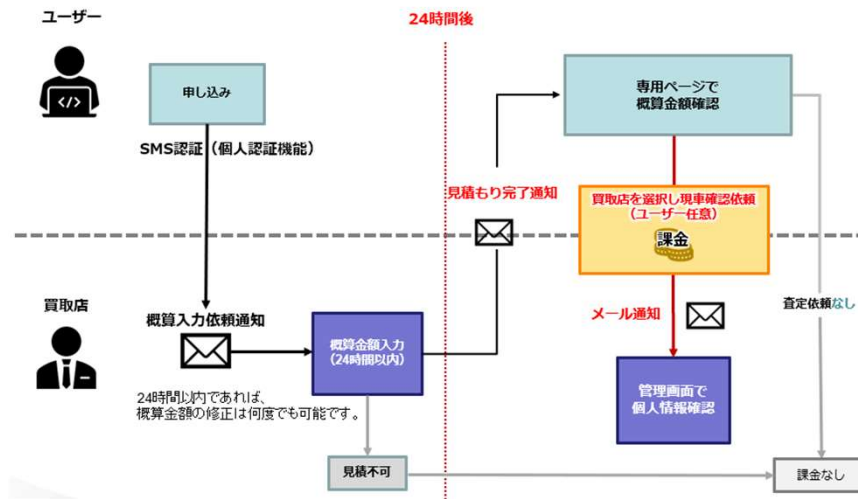 ユーザー
24時間後
申し込み
専用ページで
概算金額確認
SMS認証（個人認証機能）
見積もり完了通知
買取店を選択し現車確認依頼
（ユーザー任意）
課金
買取店
概算入力依頼通知
概算金額入力
（24時間以内）
メール通知
査定依頼なし
管理画面で
個人情報確認
24時間以内であれば、
概算金額の修正は何度でも可能です。
見積不可
課金なし